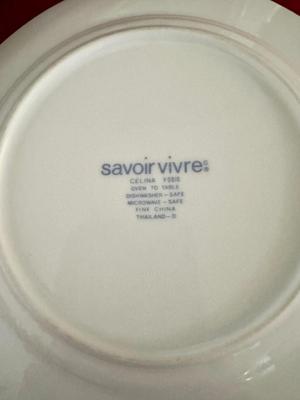 savoir vivre®
CELINA
OVEN TO TABLE
DISHWASHER-SAFE
MICROWAVE-SAFE
FINE CHINA
THAILAND-